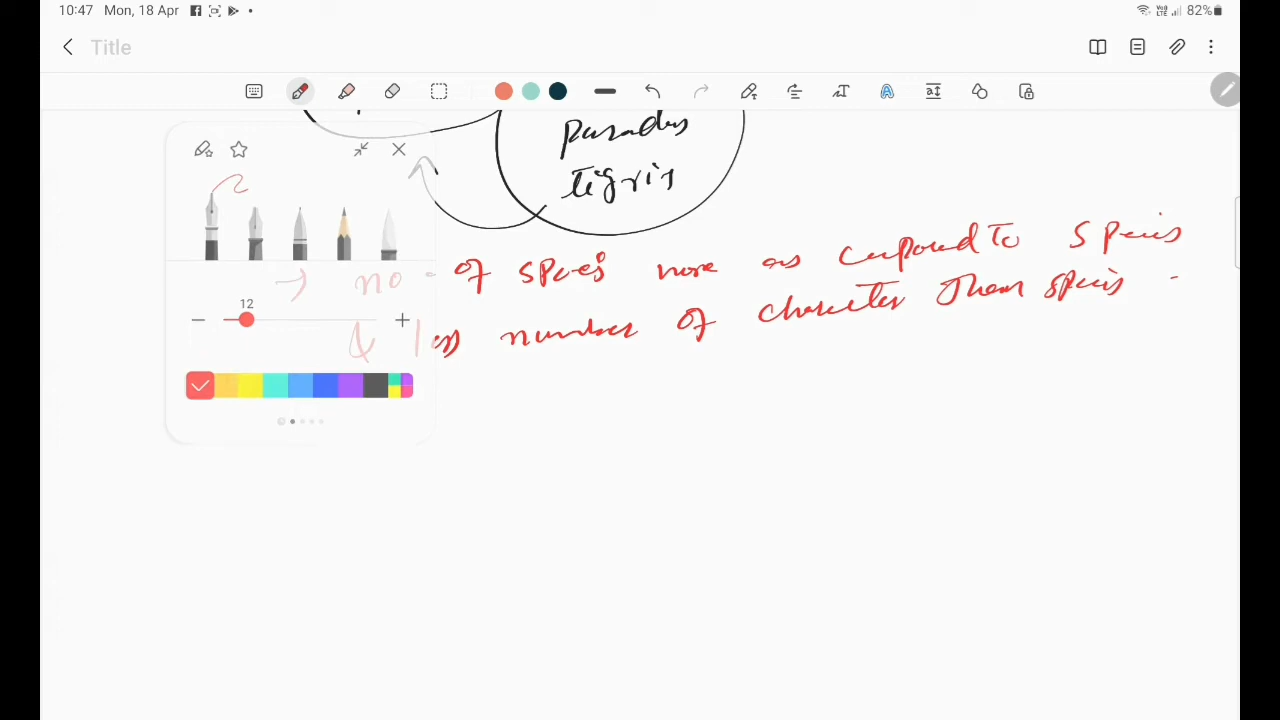 10:47 Mon, 18 Apr 82%
Title
tigris
12
→ no. of species more as compared to species
& less number of character than species